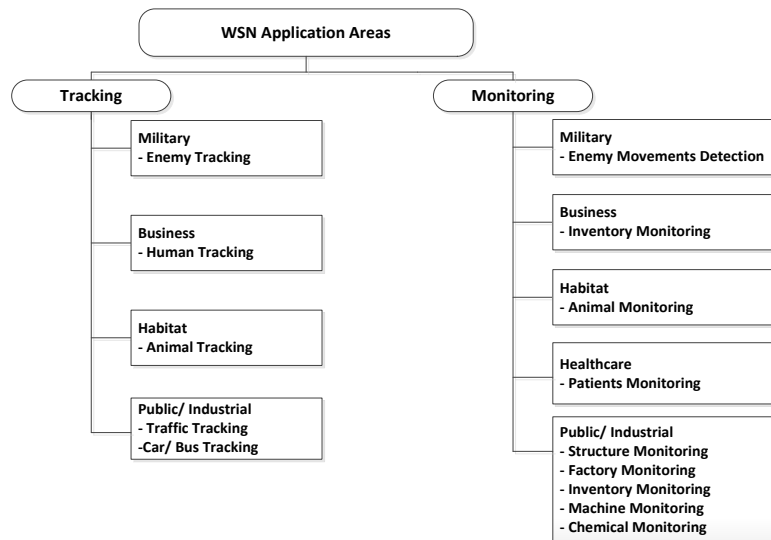 WSN Application Areas
Tracking
Military
- Enemy Tracking
Business
- Human Tracking
Habitat
- Animal Tracking
Public/ Industrial
- Traffic Tracking
-Car/ Bus Tracking
Monitoring
Military
- Enemy Movements Detection
Business
- Inventory Monitoring
Habitat
- Animal Monitoring
Healthcare
- Patients Monitoring
Public/ Industrial
- Structure Monitoring
- Factory Monitoring
- Inventory Monitoring
- Machine Monitoring
- Chemical Monitoring